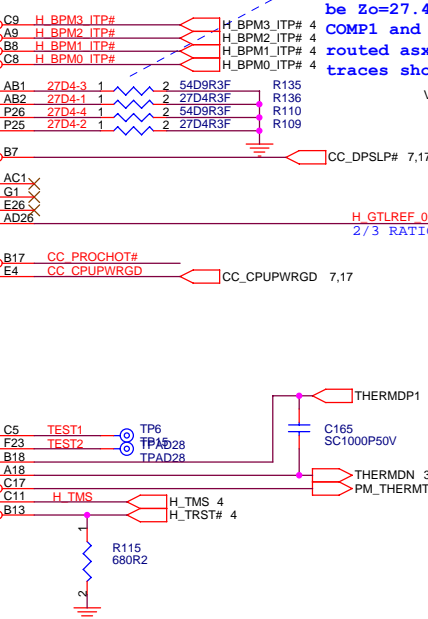 be Zo=27.4
C9 H_BPM3_ITP# H_BPM3_ITP# 4
A9 H_BPM2_ITP# H_BPM2_ITP# 4
COMP1 and
B8 H_BPM1_ITP# H_BPM1_ITP# 4
routed as
C8 H_BPM0_ITP# H_BPM0_ITP# 4
traces sho
AB1 27D4-3 1 2 54D9R3F R135
AB2 27D4-1 1 2 27D4R3F R136
P26 27D4-4 1 2 54D9R3F R110
P25 27D4-2 1 2 27D4R3F R109
V
B7 CC_DPSLP# 7,17
AC1
G1
E26
AD26 H_GTLREF_0
2/3 RATI
B17 CC_PROCHOT#
E4 CC_CPUPWRGD CC_CPUPWRGD 7,17
THERMDP1
C5 TEST1 TP6
C165
SC1000P50V
F23 TEST2 TPAD28
B18 TPAD28
A18 THERMDN 3
C17 PM_THERMT
C11 H_TMS H_TMS 4
B13 H_TRST# 4
1
R115
680R2
2